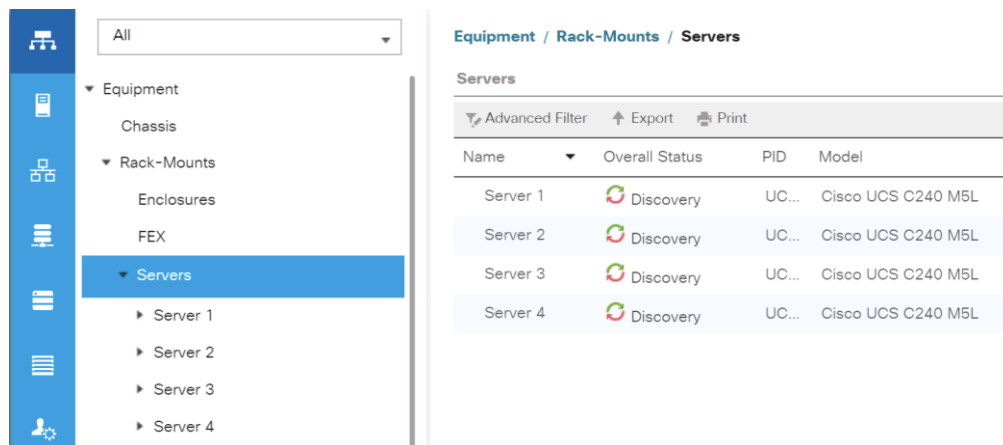 All
Equipment
Chassis
Rack-Mounts
Enclosures
FEX
Servers
Server 1
Server 2
Server 3
Server 4
Equipment / Rack-Mounts / Servers
Servers
Advanced Filter Export Print
Name Overall Status PID Model
Server 1 Discovery UC... Cisco UCS C240 M5L
Server 2 Discovery UC... Cisco UCS C240 M5L
Server 3 Discovery UC... Cisco UCS C240 M5L
Server 4 Discovery UC... Cisco UCS C240 M5L